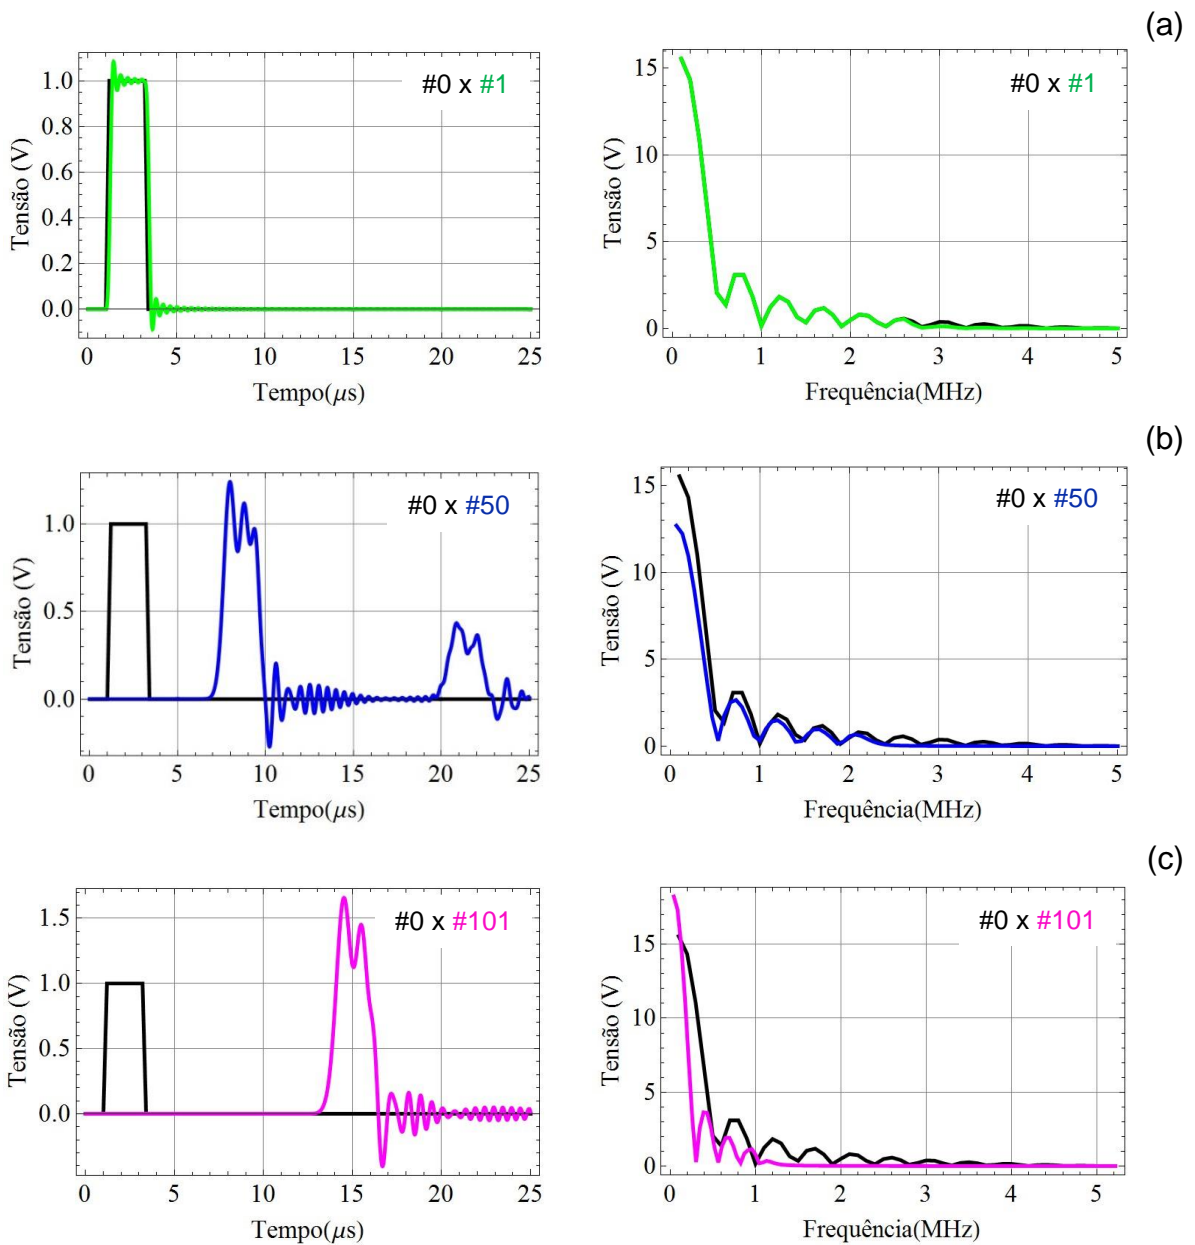 (a)
#0 x #1
Tensão (V)
1.0
0.8
0.6
0.4
0.2
0.0
0 5 10 15 20 25
Tempo(μs)
#0 x #1
Tensão (V)
15
10
5
0
0 1 2 3 4 5
Frequência(MHz)
(b)
#0 x #50
Tensão (V)
1.0
0.5
0.0
0 5 10 15 20 25
Tempo(μs)
#0 x #50
Tensão (V)
15
10
5
0
0 1 2 3 4 5
Frequência(MHz)
(c)
#0 x #101
Tensão (V)
1.5
1.0
0.5
0.0
0 5 10 15 20 25
Tempo(μs)
#0 x #101
Tensão (V)
15
10
5
0
0 1 2 3 4 5
Frequência(MHz)